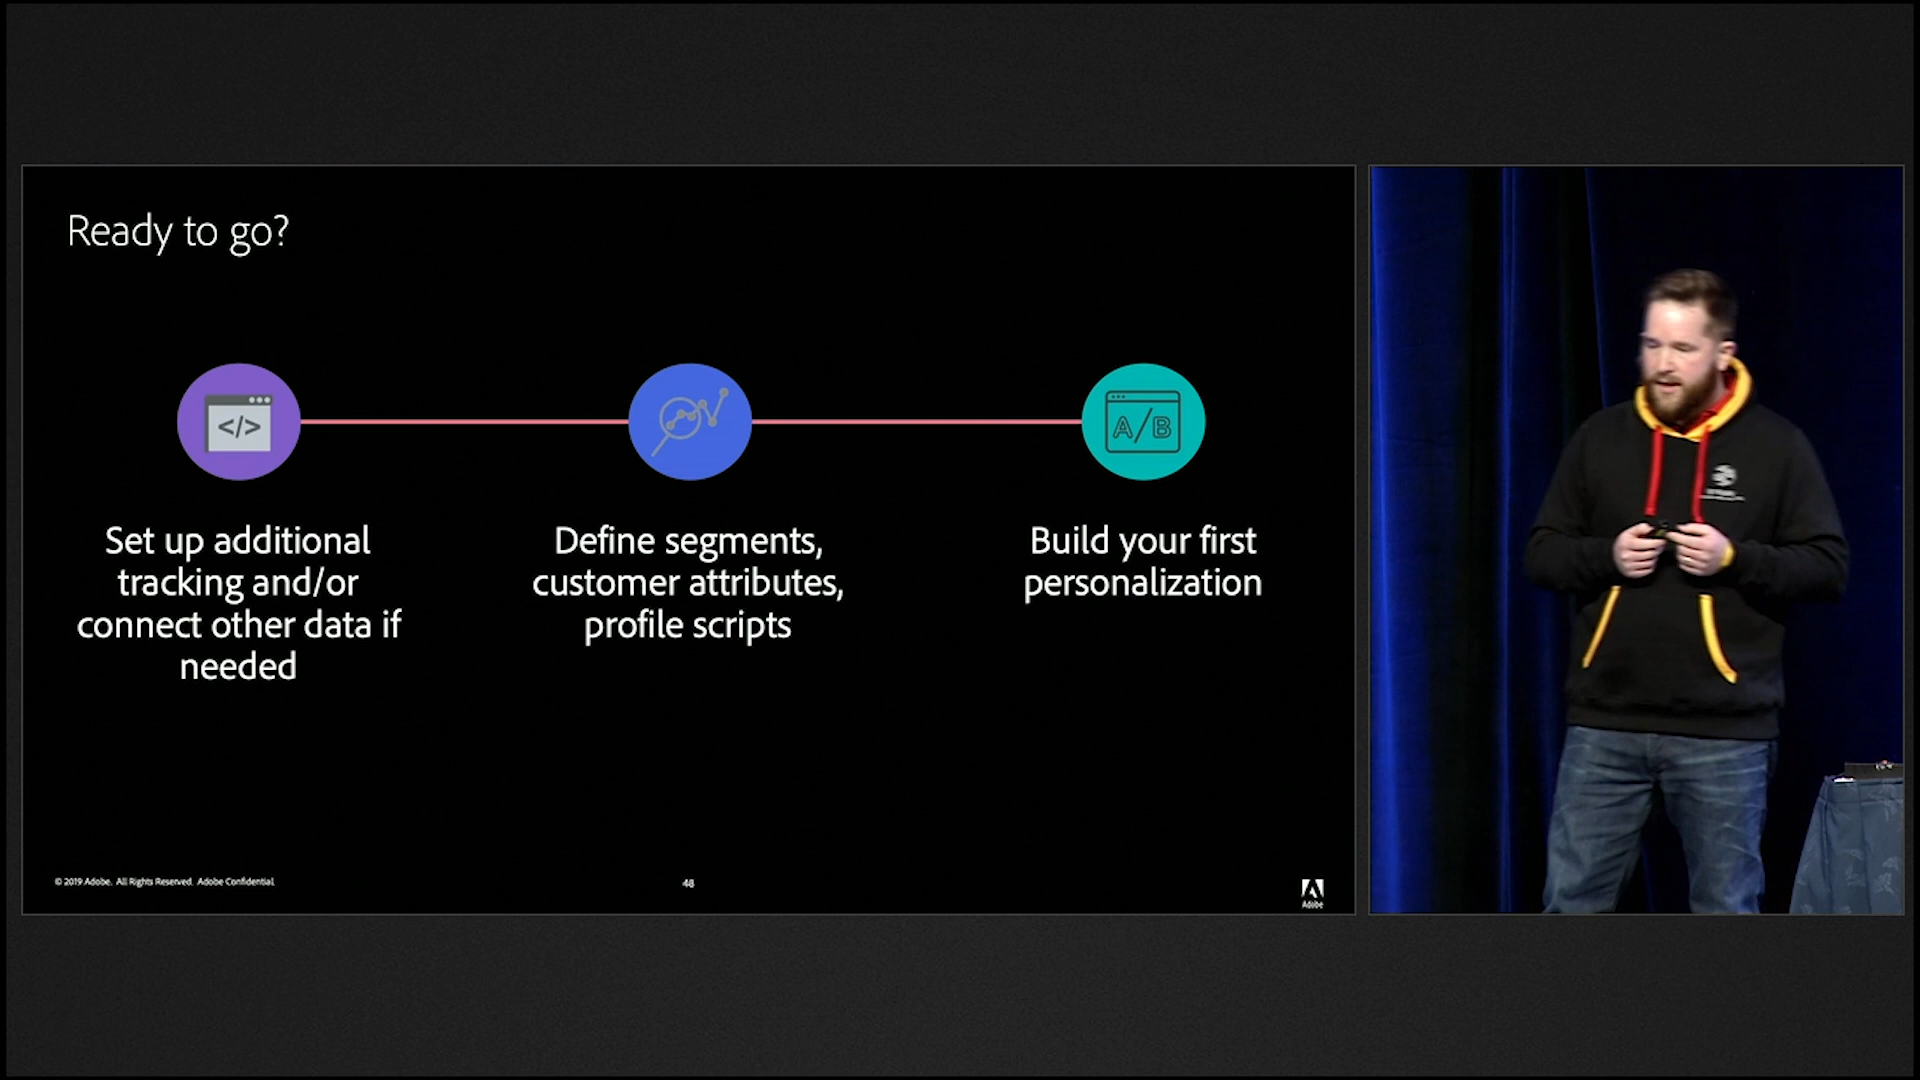 Ready to go?
</>
A/B
Set up additional
tracking and/or
connect other data if
needed
Define segments,
customer attributes,
profile scripts
Build your first
personalization
© 2019 Adobe. All Rights Reserved. Adobe Confidential.
48
Adobe